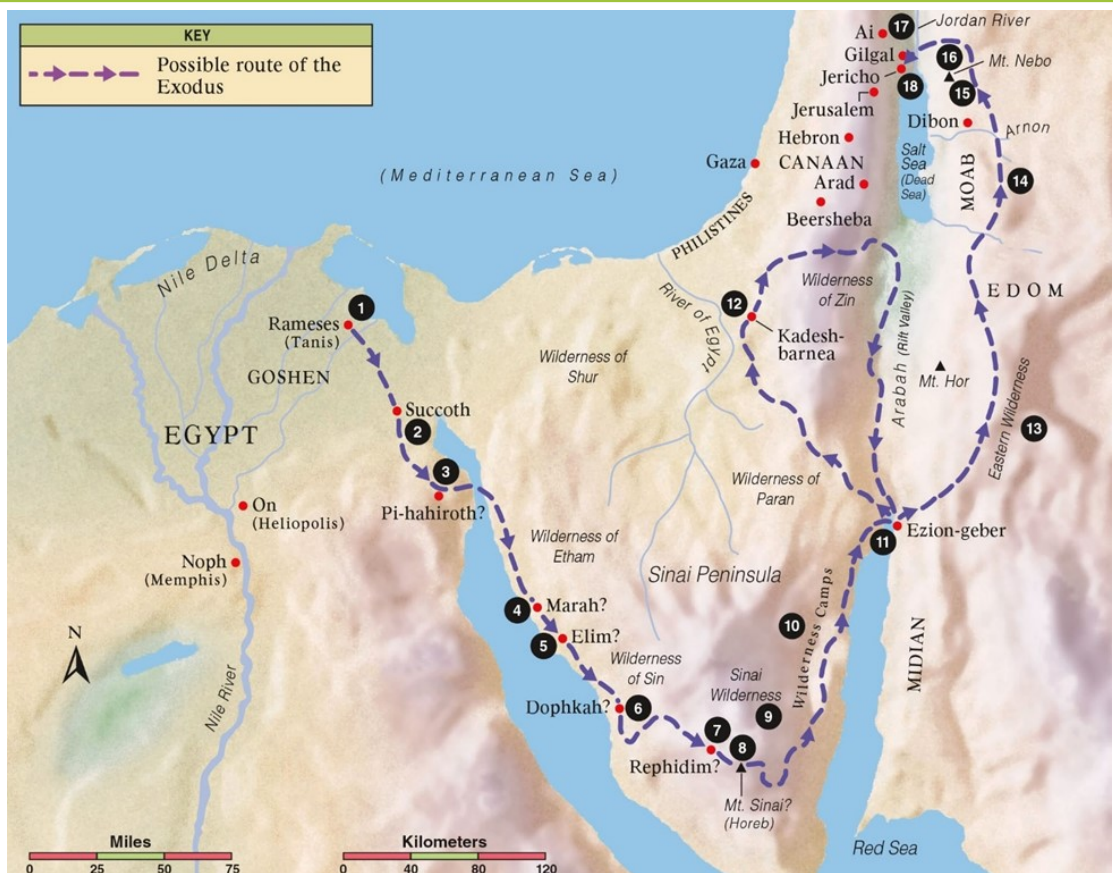 KEY
Possible route of the
Exodus
(Mediterranean Sea)
Nile Delta
1
Rameses
(Tanis)
GOSHEN
EGYPT
Succoth
2
3
Pi-hahiroth?
On
(Heliopolis)
Noph
(Memphis)
N
Nile River
Wilderness of
Shur
River of Egypt
Wilderness of
Etham
4
Marah?
5
Elim?
Wilderness
of Sin
Dophkah?
6
Sinai Peninsula
10
Sinai
Wilderness
9
7
8
Rephidim?
Mt. Sinai?
(Horeb)
Wilderness Camps
11
Ezion-geber
Wilderness of
Paran
12
Kadesh-
barnea
Wilderness
of Zin
Arabah (Rift Valley)
Mt. Hor
EDOM
Eastern Wilderness
13
MIDIAN
Red Sea
PHILISTINES
Gaza
Hebron
CANAAN
Arad
Beersheba
Ai
17
Jordan River
Gilgal
Jericho
18
Jerusalem
16
Mt. Nebo
15
Dibon
Arnon
Salt
Sea
(Dead
Sea)
MOAB
14
Miles
0 25 50 75
Kilometers
0 40 80 120